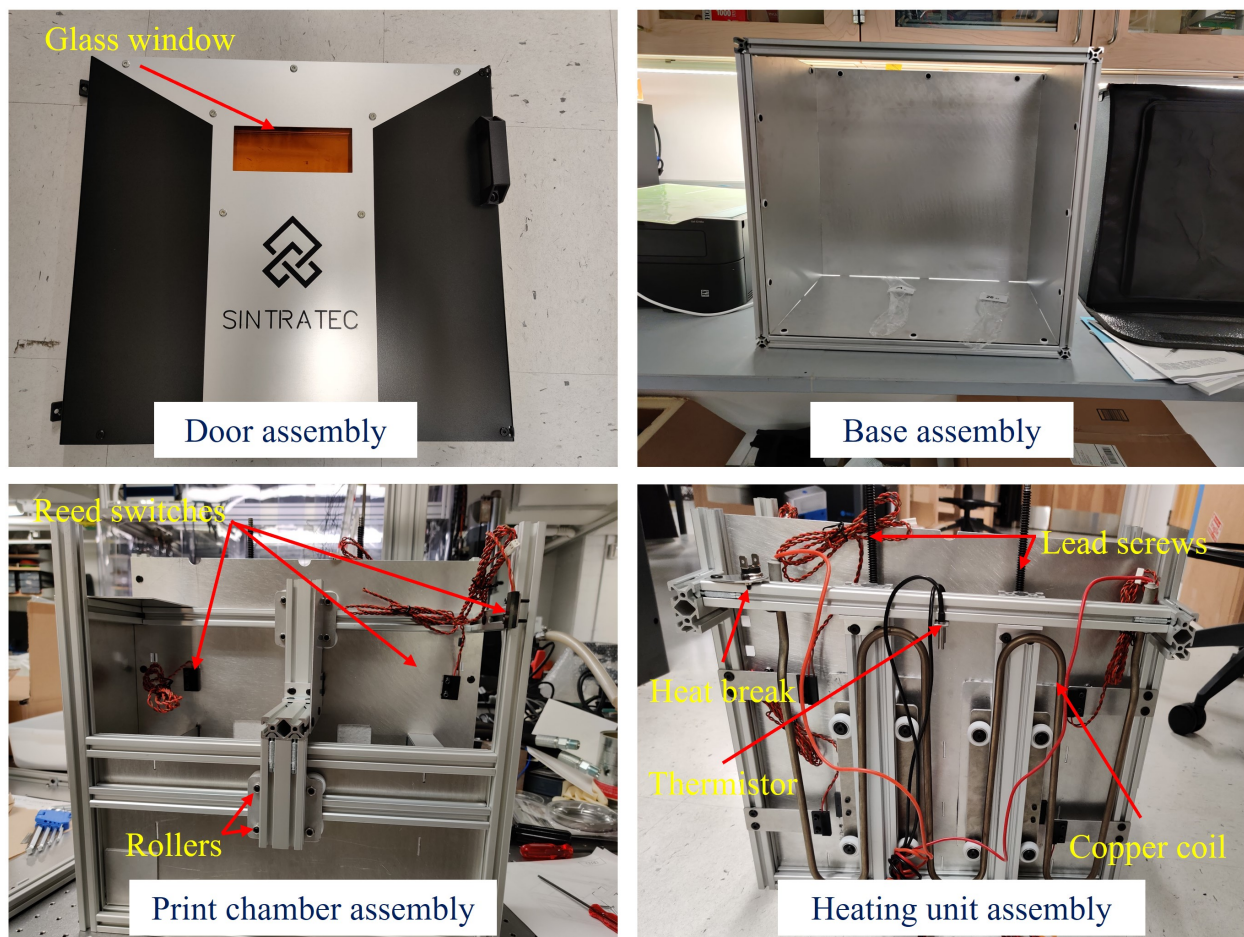 Glass window
SINTRATEC
Door assembly
Base assembly
Reed switches
Rollers
Print chamber assembly
Lead screws
Heat break
Thermistor
Copper coil
Heating unit assembly